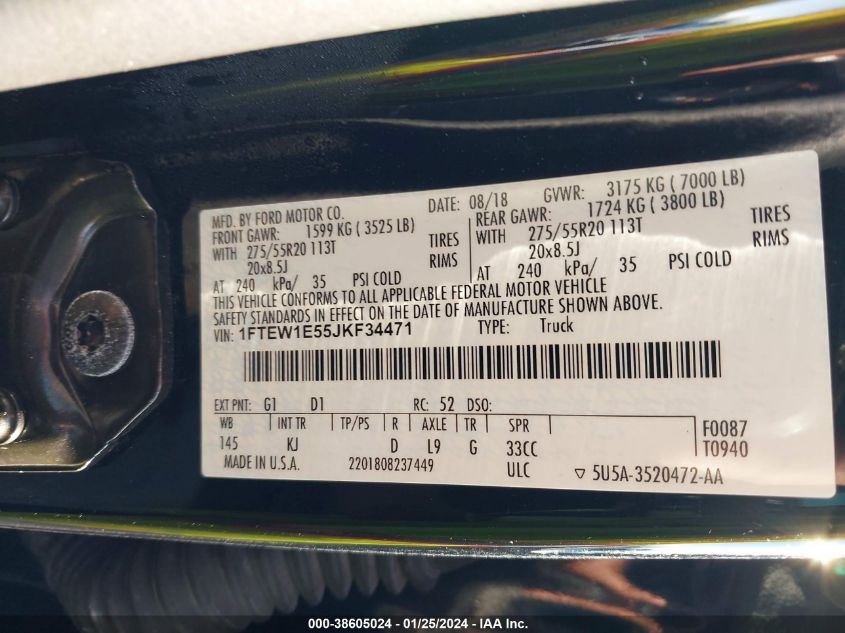 MFD. BY FORD MOTOR CO. DATE: 08/18 GVWR: 3175 KG ( 7000 LB)
FRONT GAWR: 1599 KG ( 3525 LB) REAR GAWR: 1724 KG ( 3800 LB)
WITH 275/55R20 113T TIRES WITH 275/55R20 113T TIRES
20x8.5J RIMS 20x8.5J RIMS
AT 240 kPa/ 35 PSI COLD AT 240 kPa/ 35 PSI COLD
THIS VEHICLE CONFORMS TO ALL APPLICABLE FEDERAL MOTOR VEHICLE
SAFETY STANDARDS IN EFFECT ON THE DATE OF MANUFACTURE SHOWN ABOVE.
VIN: 1FTEW1E55JKF34471 TYPE: Truck
EXT PNT: G1 D1 RC: 52 DSO:
WB INT TR TP/PS R AXLE TR SPR F0087
145 KJ D L9 G 33CC T0940
MADE IN U.S.A. 2201808237449 ULC ▽ 5U5A-3520472-AA
000-38605024 / 01/25/2024 / IAA Inc.